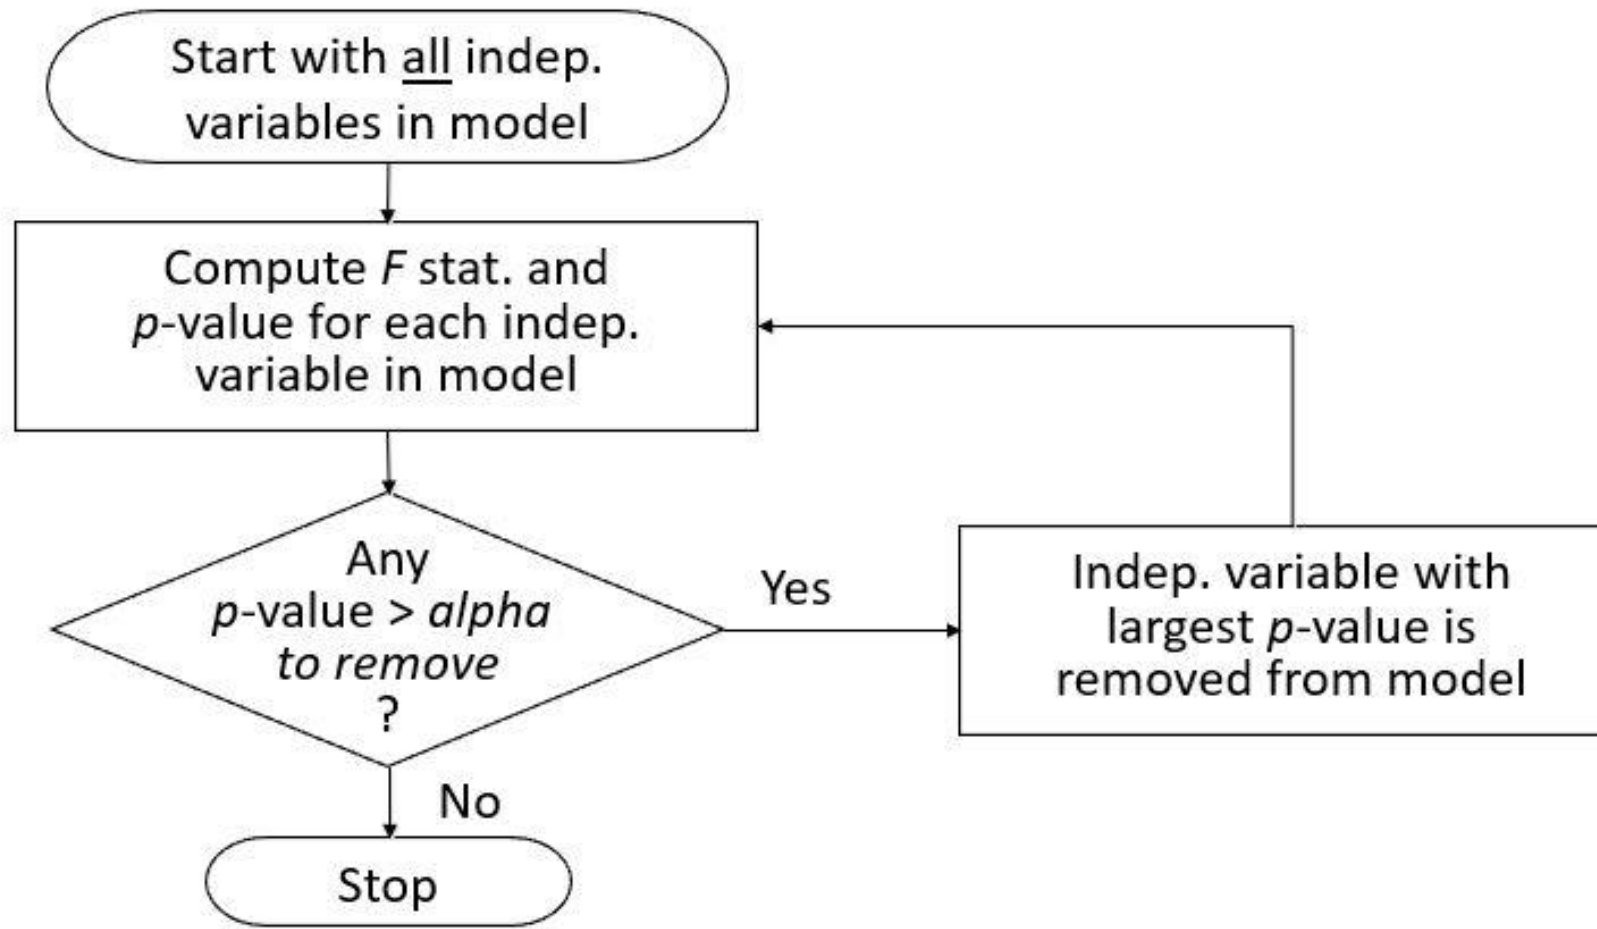 Start with all indep.
variables in model
Compute F stat. and
p-value for each indep.
variable in model
Any
p-value > alpha
to remove
?
Yes
Indep. variable with
largest p-value is
removed from model
No
Stop